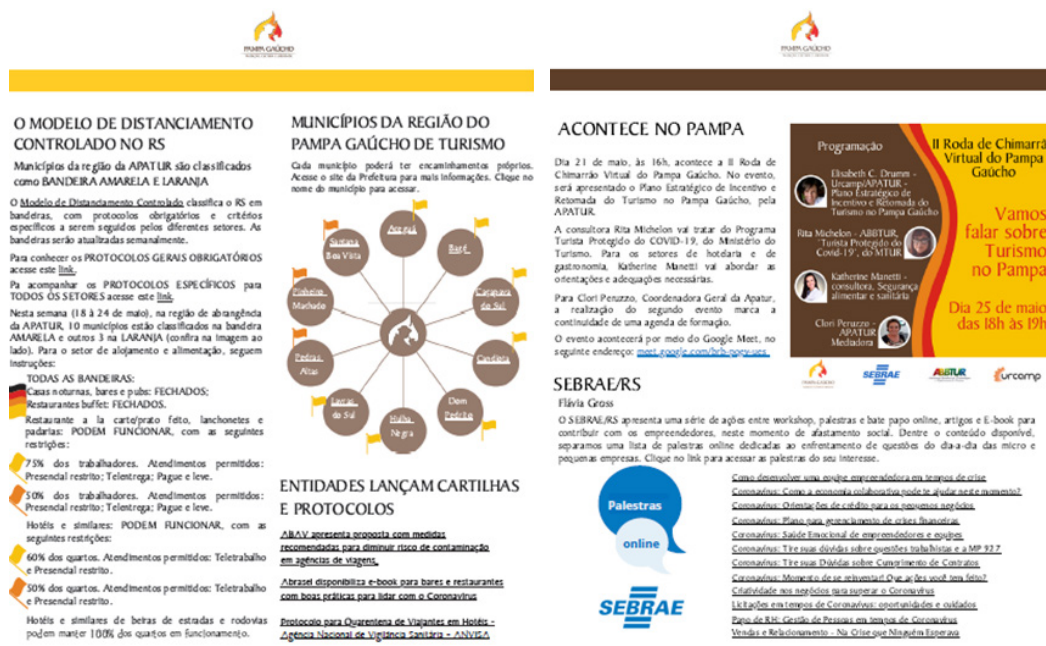 PAMPA GAÚCHO
O MODELO DE DISTANCIAMENTO
CONTROLADO NO RS
Municípios da região da APATUR são classificados
como BANDEIRA AMARELA E LARANJA
O Modelo de Distanciamento Controlado classifica o RS em
bandeiras, com protocolos obrigatórios e critérios
específicos a serem seguidos pelos diferentes setores. As
bandeiras serão atualizadas semanalmente.
Para conhecer os PROTOCOLOS GERAIS OBRIGATÓRIOS
acesse este link.
Pa acompanhar os PROTOCOLOS ESPECÍFICOS para
TODOS OS SETORES acesse este link.
Nesta semana (18 à 24 de maio), na região de abrangência
da APATUR, 10 municípios estão classificados na bandeira
AMARELA e outros 3 na LARANJA (confira na imagem ao
lado). Para o setor de alojamento e alimentação, seguem
instruções:
TODAS AS BANDEIRAS:
Casas noturnas, bares e pubs: FECHADOS;
Restaurantes buffet: FECHADOS.
Restaurante a la carte/prato feito, lanchonetes e
padarias: PODEM FUNCIONAR, com as seguintes
restrições:
75% dos trabalhadores. Atendimentos permitidos:
Presencial restrito; Telentrega; Pague e leve.
50% dos trabalhadores. Atendimentos permitidos:
Presencial restrito; Telentrega; Pague e leve.
Hotéis e similares: PODEM FUNCIONAR, com as
seguintes restrições:
60% dos quartos. Atendimentos permitidos: Teletrabalho
e Presencial restrito.
50% dos quartos. Atendimentos permitidos: Teletrabalho
e Presencial restrito.
Hotéis e similares de beiras de estradas e rodovias
podem manter 100% dos quartos em funcionamento.
MUNICÍPIOS DA REGIÃO DO
PAMPA GAÚCHO DE TURISMO
Cada município poderá ter encaminhamentos próprios.
Acesse o site da Prefeitura para mais informações. Clique no
nome do município para acessar.
Aceguá
Bagé
Caçapava
do Sul
Candiota
Dom
Pedrito
Hulha
Negra
Lavras
do Sul
Pedras
Altas
Pinheiro
Machado
Santana
Boa Vista
ENTIDADES LANÇAM CARTILHAS
E PROTOCOLOS
ABAV apresenta proposta com medidas
recomendadas para diminuir risco de contaminação
em agências de viagens.
Abrasel disponibiliza e-book para bares e restaurantes
com boas práticas para lidar com o Coronavírus
Protocolo para Quarentena de Viajantes em Hotéis -
Agência Nacional de Vigilância Sanitária - ANVISA
PAMPA GAÚCHO
ACONTECE NO PAMPA
Dia 21 de maio, às 16h, acontece a II Roda de
Chimarrão Virtual do Pampa Gaúcho. No evento,
será apresentado o Plano Estratégico de Incentivo e
Retomada do Turismo no Pampa Gaúcho, pela
APATUR.
A consultora Rita Michelon vai tratar do Programa
Turista Protegido do COVID-19, do Ministério do
Turismo. Para os setores de hotelaria e de
gastronomia, Katherine Manetti vai abordar as
orientações e adequações necessárias.
Para Clori Peruzzo, Coordenadora Geral da Apatur,
a realização do segundo evento marca a
continuidade de uma agenda de formação.
O evento acontecerá por meio do Google Meet, no
seguinte endereço:
Programação
Elisabeth C. Drumm -
Urcamp/APATUR -
Plano Estratégico de
Incentivo e Retomada do
Turismo no Pampa Gaúcho
Rita Michelon - ABBTUR,
'Turista Protegido do
Covid-19', do MTUR
Katherine Manetti -
consultora, Segurança
alimentar e sanitária
Clori Peruzzo -
APATUR
Mediadora
II Roda de Chimarrã
Virtual do Pampa
Gaúcho
Vamos
falar sobre
Turismo
no Pampa
Dia 25 de maio
das 18h às 19h
SEBRAE
ABBTUR
urcamp
SEBRAE/RS
Flávia Gross
O SEBRAE/RS apresenta uma série de ações entre workshop, palestras e bate papo online, artigos e E-book para
contribuir com os empreendedores, neste momento de afastamento social. Dentre o conteúdo disponível,
separamos uma lista de palestras online dedicadas ao enfrentamento de questões do dia-a-dia das micro e
pequenas empresas. Clique no link para acessar as palestras do seu interesse.
Palestras
online
SEBRAE
Como desenvolver uma equipe empreendedora em tempos de crise
Coronavírus: Como a economia colaborativa pode te ajudar neste momento?
Coronavírus: Orientações de crédito para os pequenos negócios
Coronavírus: Plano para gerenciamento de crises financeiras
Coronavírus: Saúde Emocional de empreendedores e equipes
Coronavírus: Tire suas dúvidas sobre questões trabalhistas e a MP 927
Coronavírus: Tire suas Dúvidas sobre Cumprimento de Contratos
Coronavírus: Momento de se reinventar! Que ações você tem feito?
Criatividade nos negócios para superar o Coronavírus
Licitações em tempos de Coronavírus: oportunidades e cuidados
Papo de RH: Gestão de Pessoas em tempos de Coronavírus
Vendas e Relacionamento - Na Crise que Ninguém Esperava